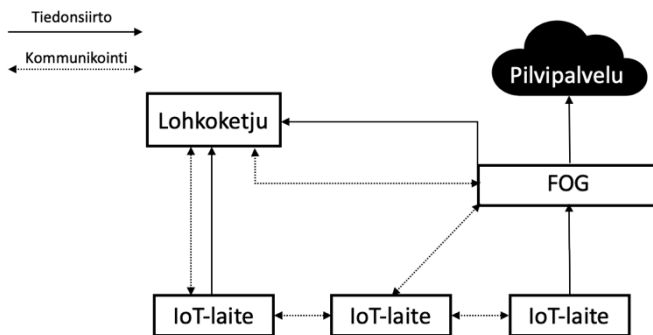 Tiedonsiirto
Kommunikointi
Pilvipalvelu
Lohkoketju
FOG
IoT-laite
IoT-laite
IoT-laite